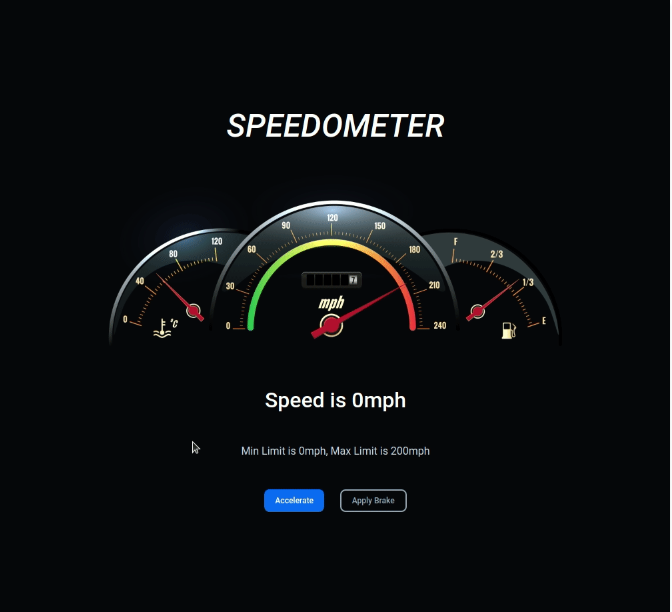 SPEEDOMETER
120
90
150
60
180
30
210
0
240
120
80
40
0
°C
F
2/3
1/3
E
7
mph
Speed is 0mph
Min Limit is 0mph, Max Limit is 200mph
Accelerate
Apply Brake